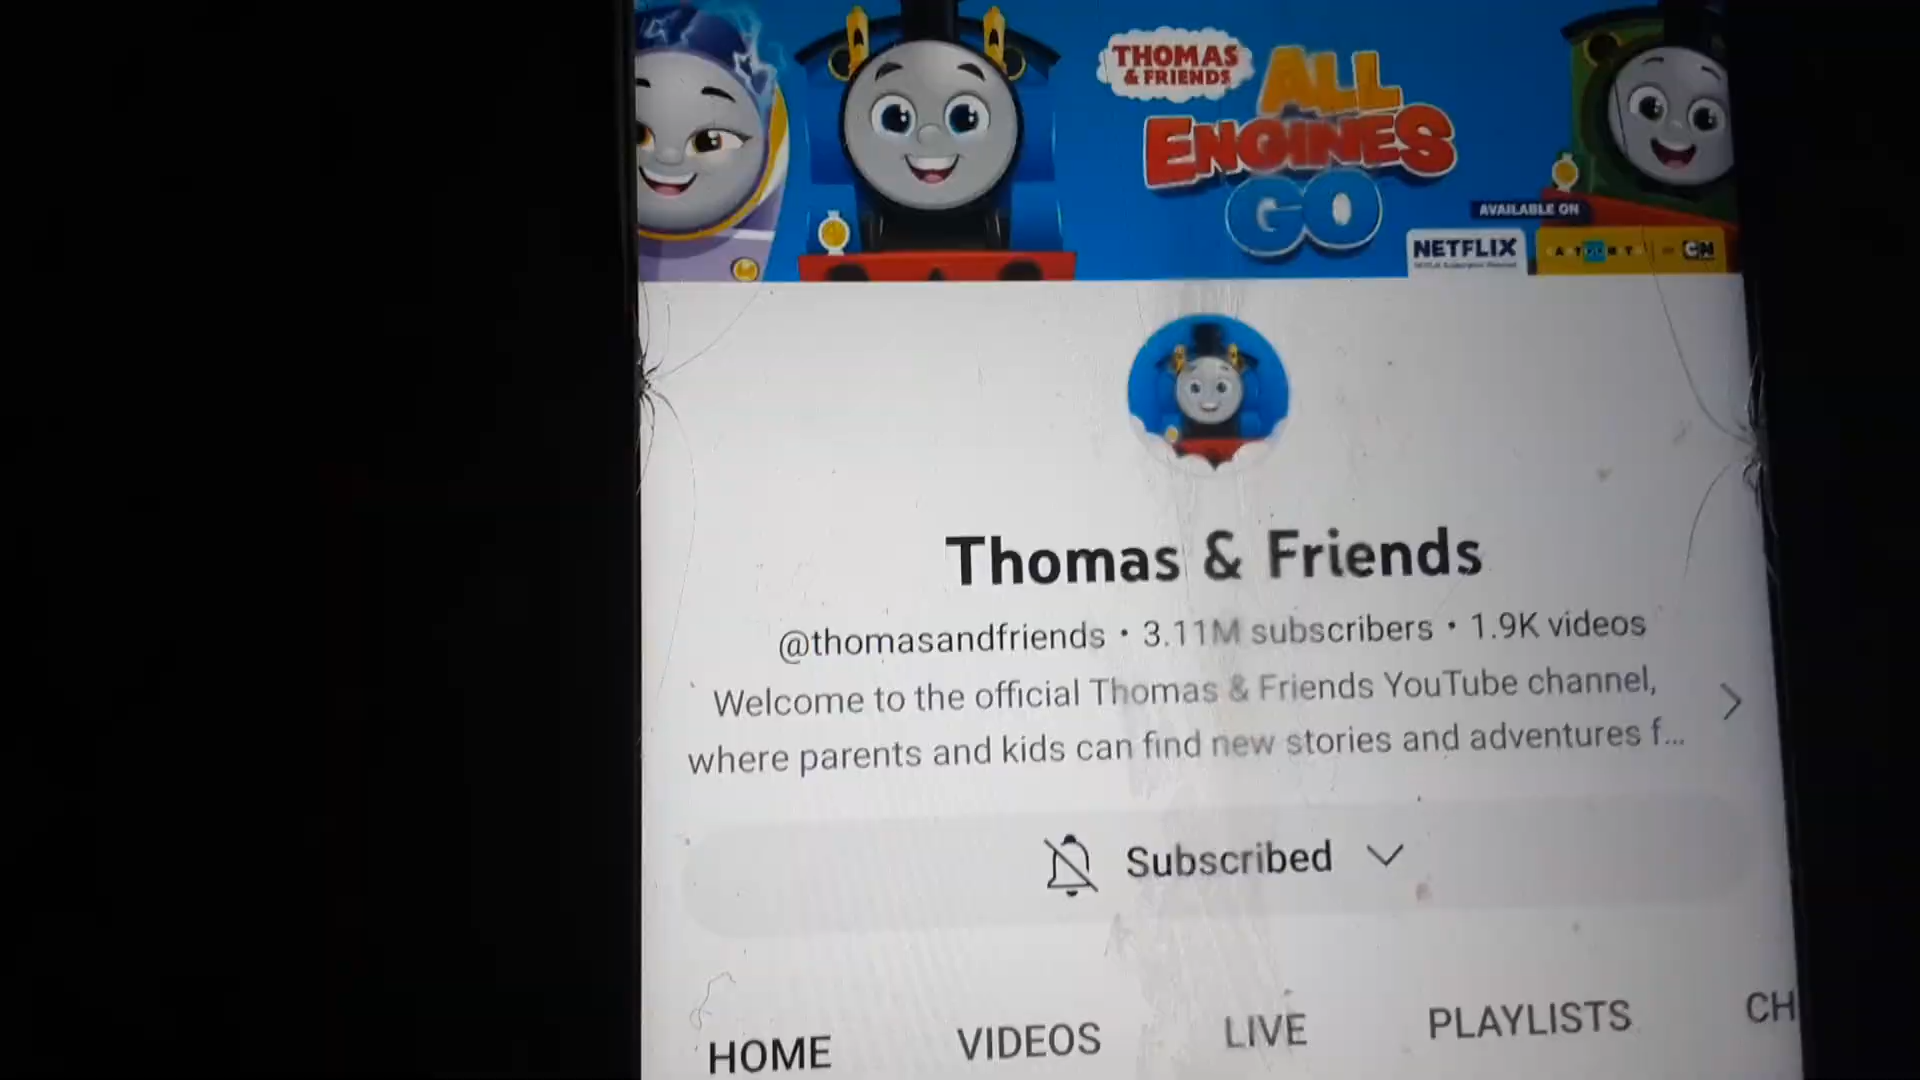 THOMAS
& FRIENDS
ALL
ENGINES
GO
AVAILABLE ON
NETFLIX
CN
Thomas & Friends
@thomasandfriends • 3.11M subscribers • 1.9K videos
Welcome to the official Thomas & Friends YouTube channel,
where parents and kids can find new stories and adventures f...
Subscribed
HOME VIDEOS LIVE PLAYLISTS CH